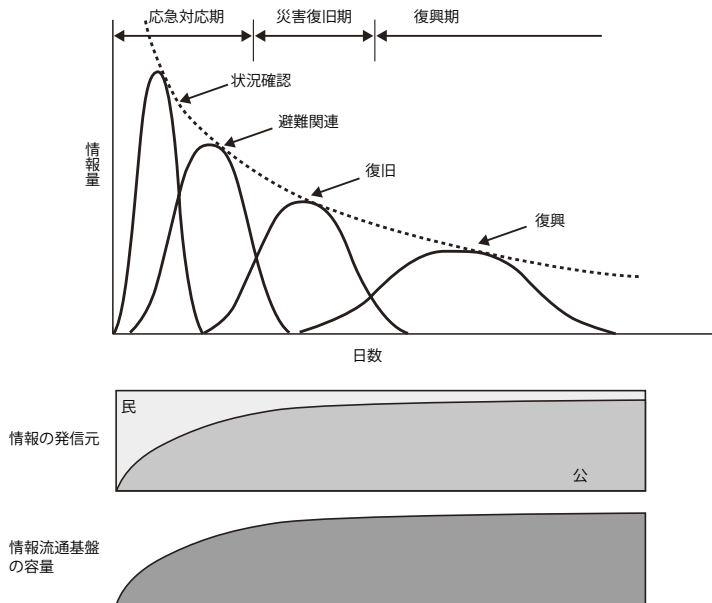 応急対応期
災害復旧期
復興期
状況確認
避難関連
復旧
復興
情報量
日数
民
情報の発信元
公
情報流通基盤
の容量